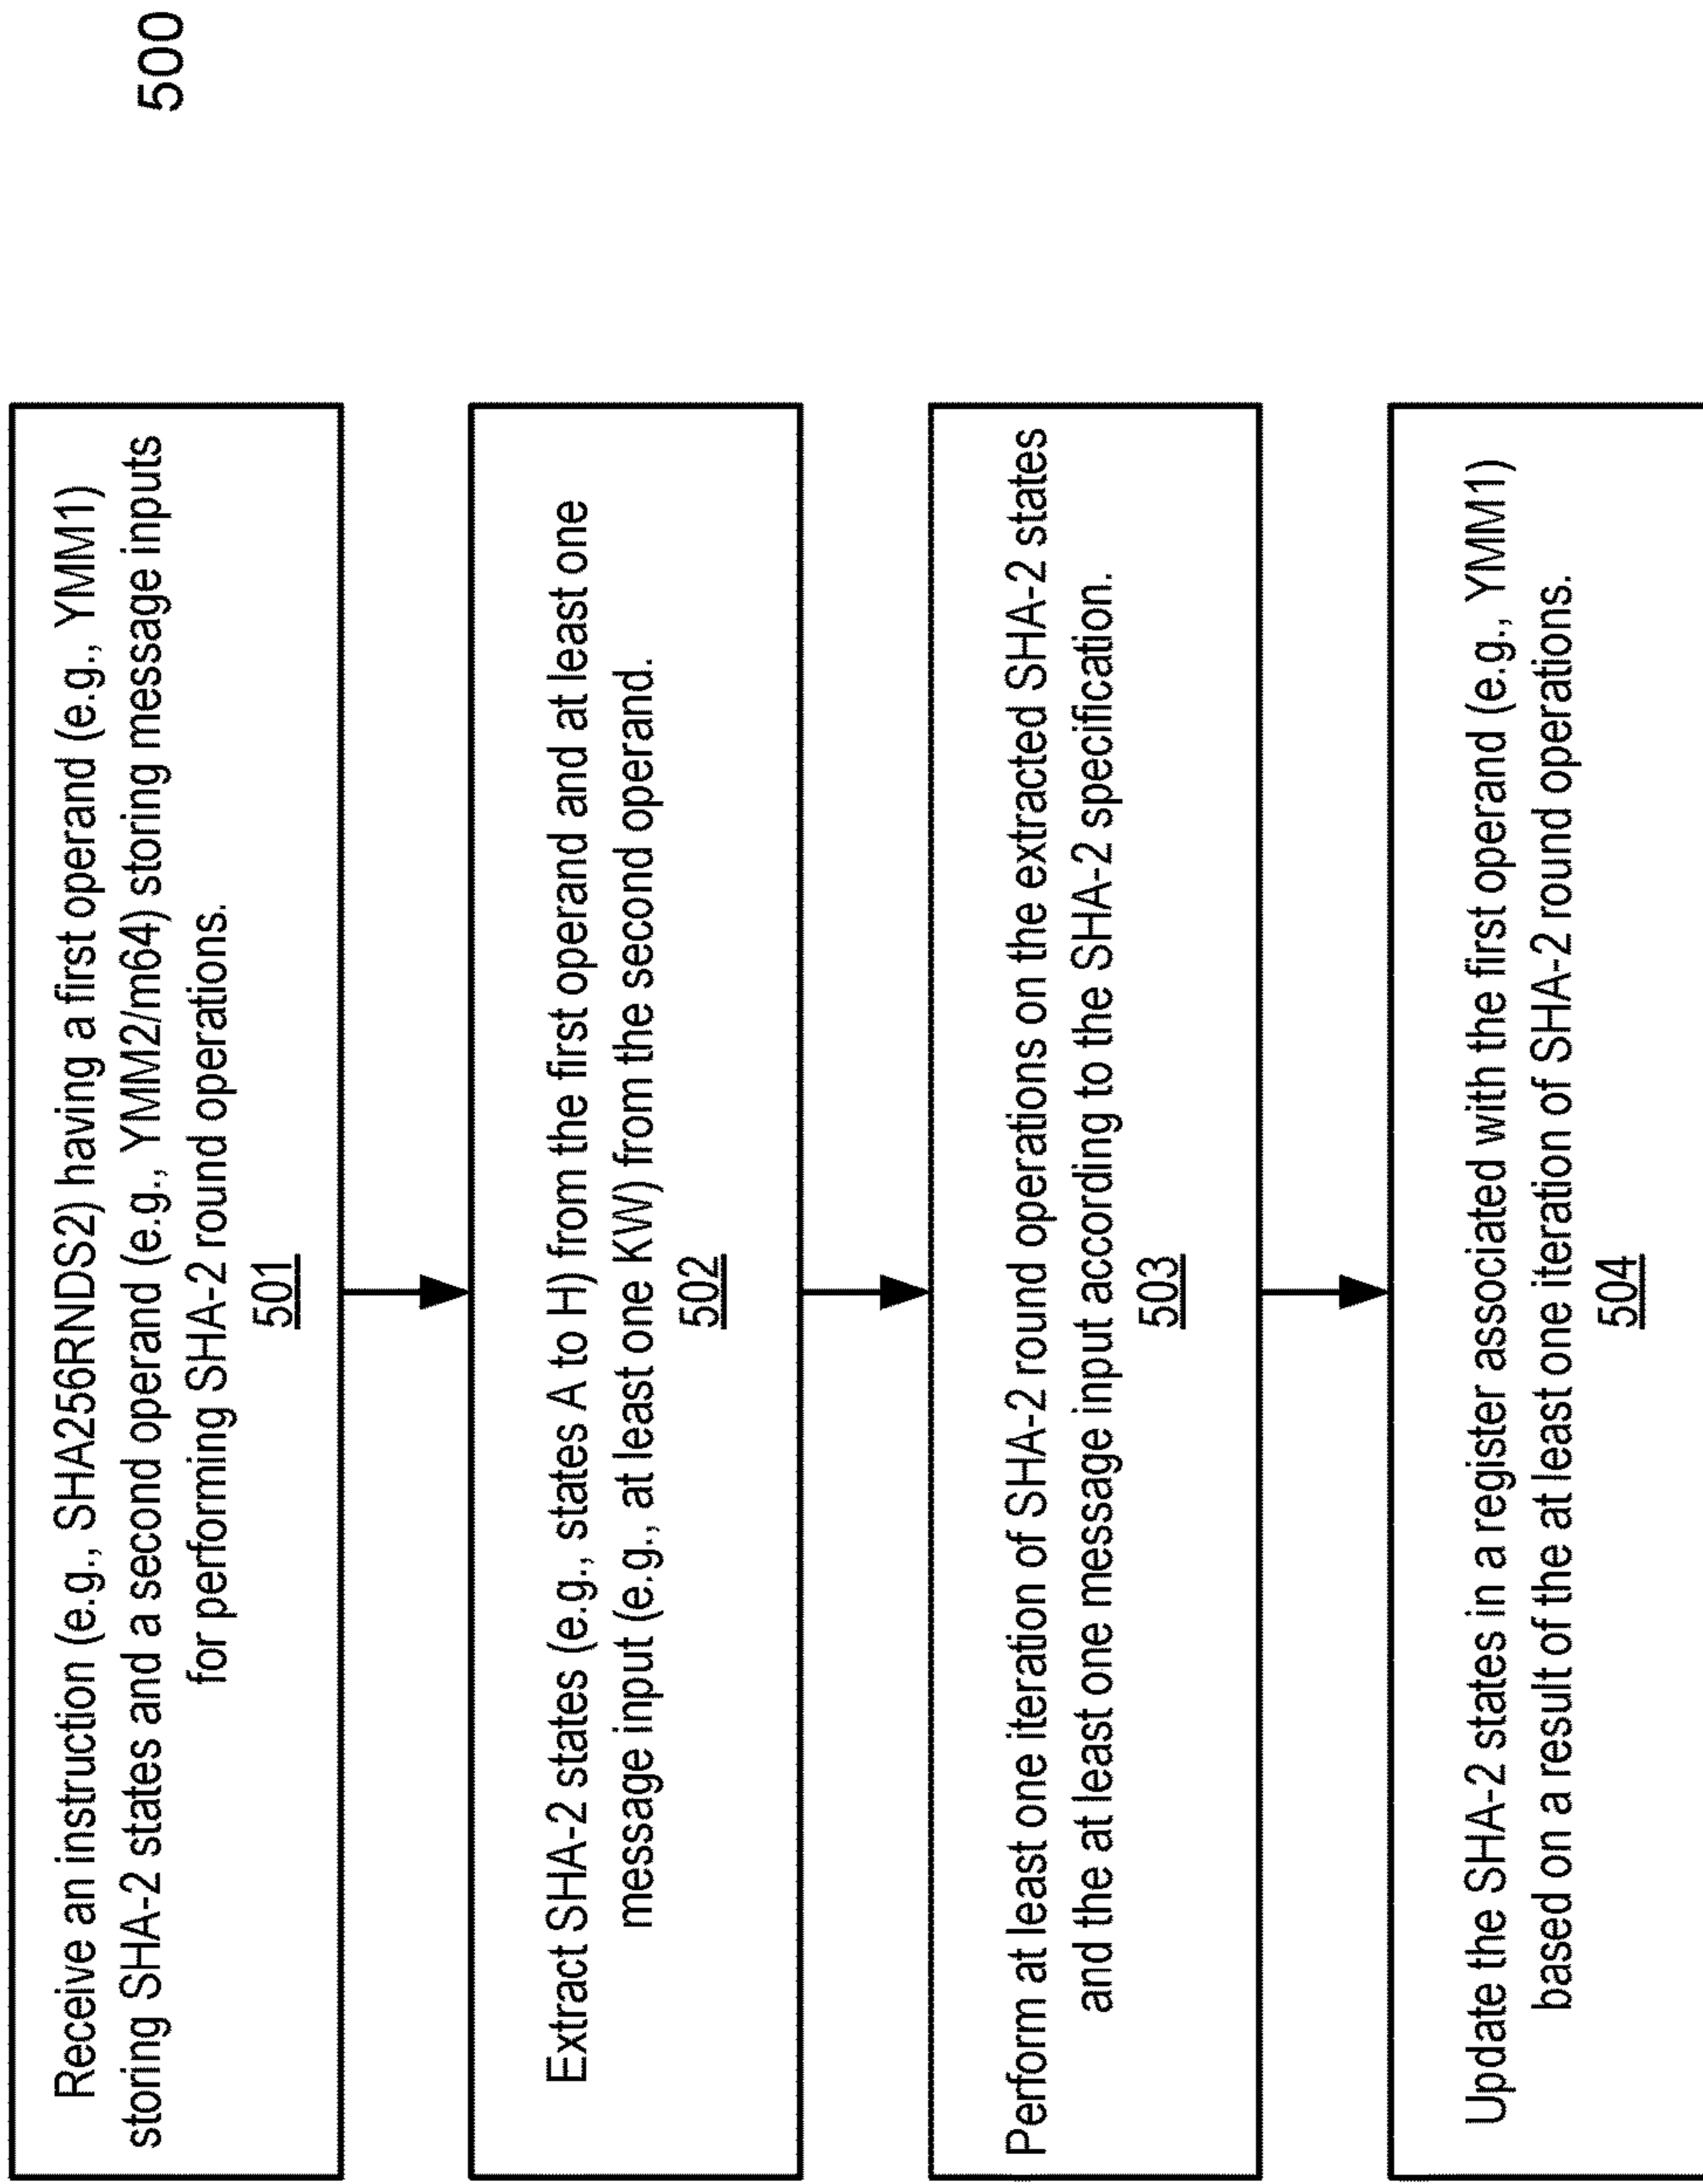 500
Receive an instruction (e.g., SHA256RNDS2) having a first operand (e.g., YMM1)
storing SHA-2 states and a second operand (e.g., YMM2/m64) storing message inputs
for performing SHA-2 round operations.
501
Extract SHA-2 states (e.g., states A to H) from the first operand and at least one
message input (e.g., at least one KW) from the second operand.
502
Perform at least one iteration of SHA-2 round operations on the extracted SHA-2 states
and the at least one message input according to the SHA-2 specification.
503
Update the SHA-2 states in a register associated with the first operand (e.g., YMM1)
based on a result of the at least one iteration of SHA-2 round operations.
504